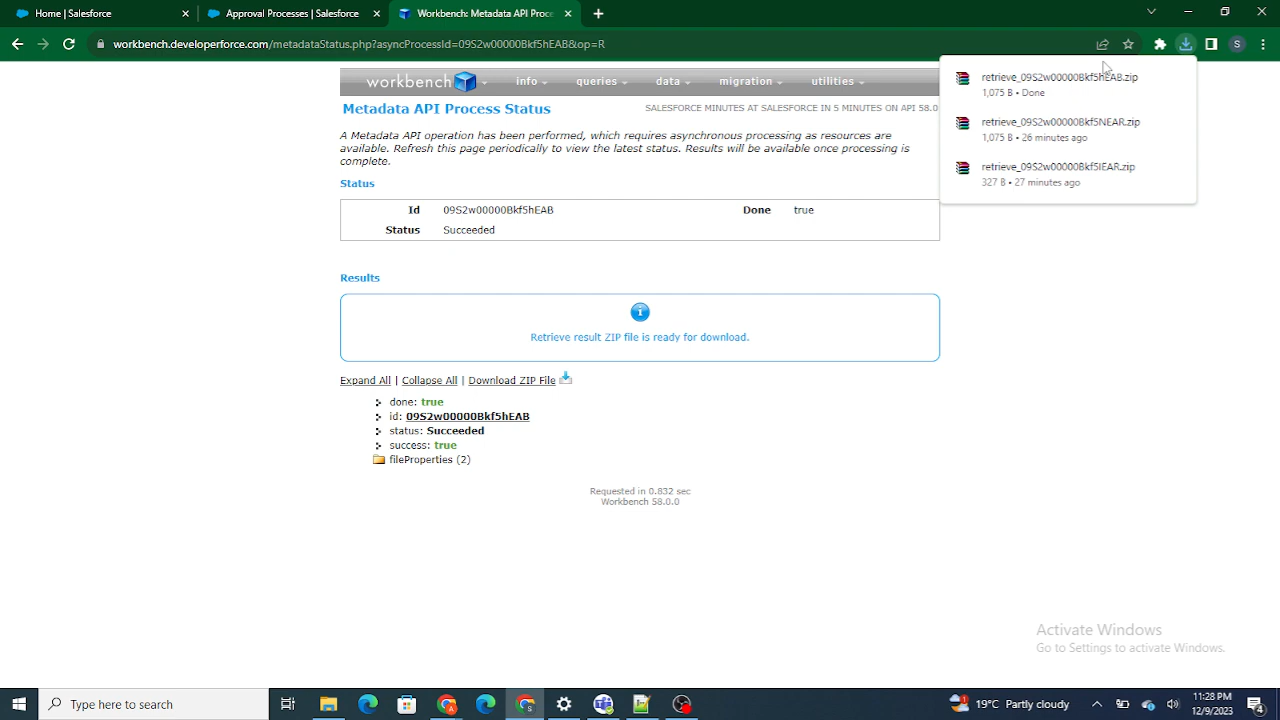 Home | Salesforce
Approval Processes | Salesforce
Workbench: Metadata API Proce
workbench.developerforce.com/metadataStatus.php?asyncProcessId=09S2w00000Bkf5hEAB&op=R
S
retrieve_09S2w00000Bkf5hEAB.zip
1,075 B • Done
retrieve_09S2w00000Bkf5NEAR.zip
1,075 B • 26 minutes ago
retrieve_09S2w00000Bkf5IEAR.zip
327 B • 27 minutes ago
workbench
info
queries
data
migration
utilities
Metadata API Process Status
SALESFORCE MINUTES AT SALESFORCE IN 5 MINUTES ON API 58.0
A Metadata API operation has been performed, which requires asynchronous processing as resources are
available. Refresh this page periodically to view the latest status. Results will be available once processing is
complete.
Status
Id 09S2w00000Bkf5hEAB Done true
Status Succeeded
Results
Retrieve result ZIP file is ready for download.
Expand All | Collapse All | Download ZIP File
done: true
id: 09S2w00000Bkf5hEAB
status: Succeeded
success: true
fileProperties (2)
Requested in 0.832 sec
Workbench 58.0.0
Activate Windows
Go to Settings to activate Windows.
Type here to search
19°C Partly cloudy
11:28 PM
12/9/2023
4